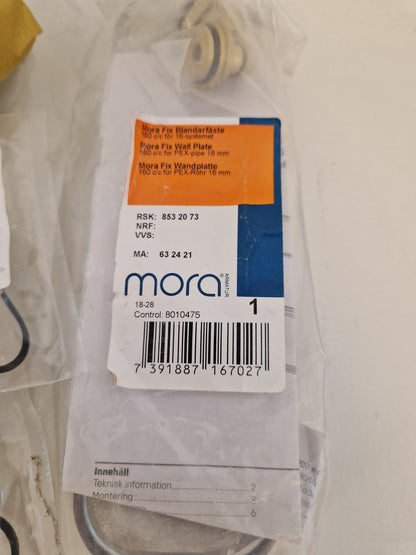 Mora Fix Blandarfäste
160 c/c för 16-systemet
Mora Fix Wall Plate
160 c/c for PEX-pipe 16 mm
Mora Fix Wandplatte
160 c/c für PEX-Rohr 16 mm
RSK: 853 20 73
NRF:
VVS:
MA: 63 24 21
mora ARMATUR
18-28
1
Control: 8010475
7 391887 167027
Innehåll
Teknisk information 2
Montering 3
6